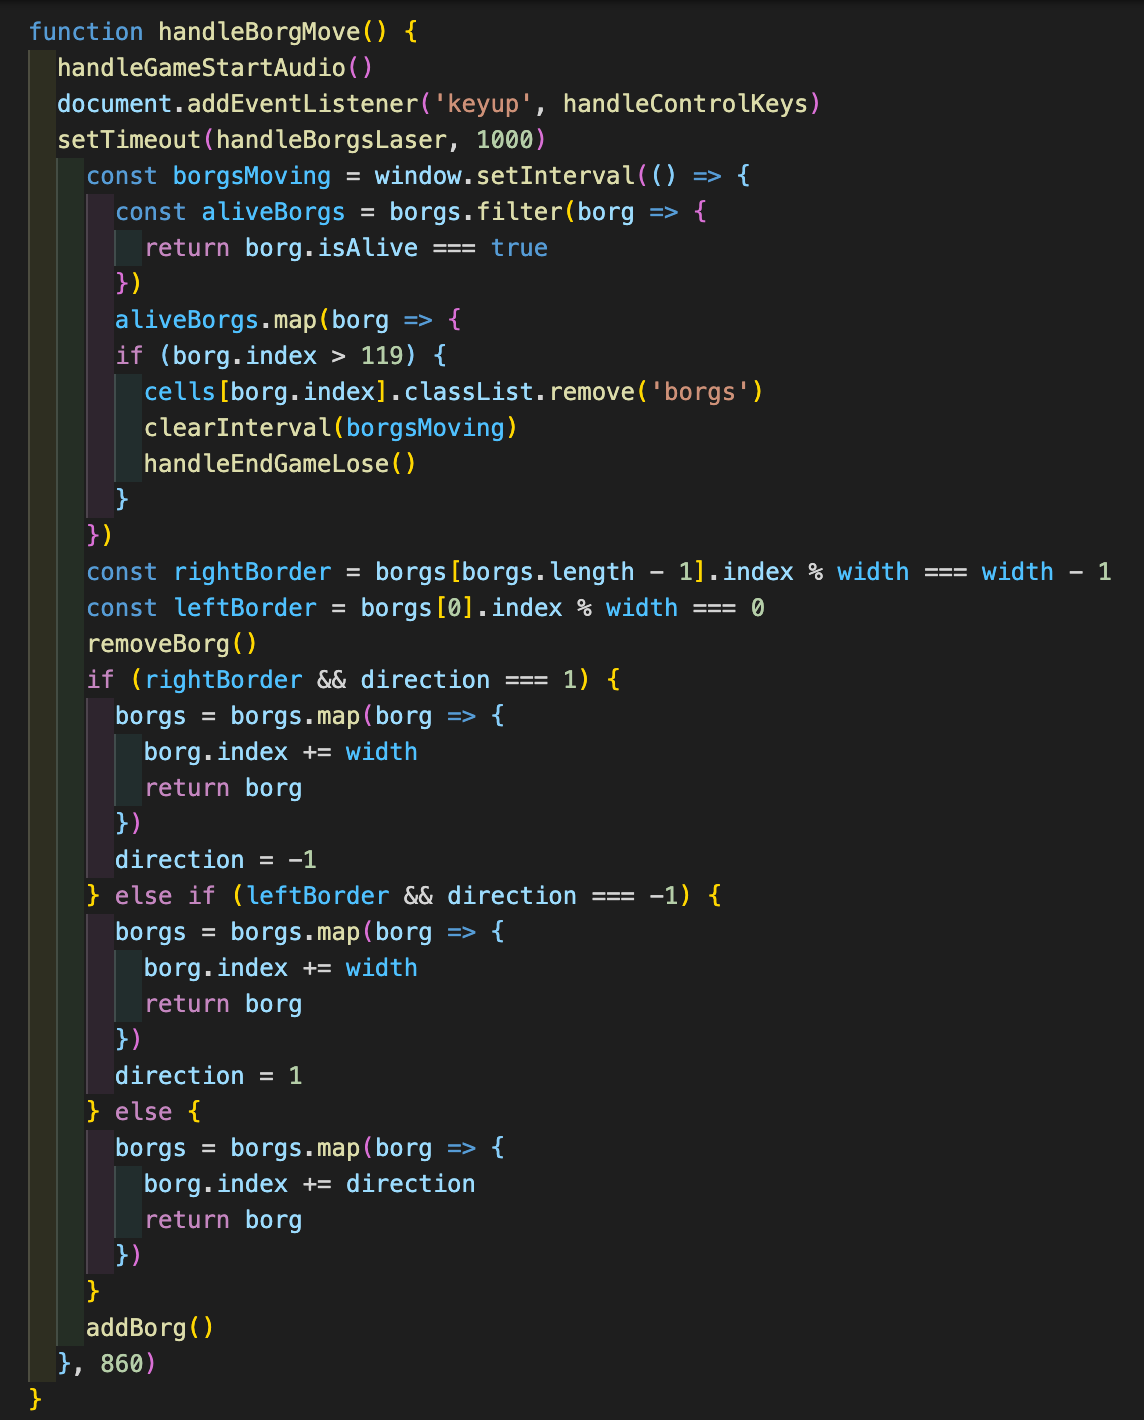 function handleBorgMove() {
  handleGameStartAudio()
  document.addEventListener('keyup', handleControlKeys)
  setTimeout(handleBorgsLaser, 1000)
    const borgsMoving = window.setInterval(() => {
      const aliveBorgs = borgs.filter(borg => {
        return borg.isAlive === true
      })
      aliveBorgs.map(borg => {
      if (borg.index > 119) {
        cells[borg.index].classList.remove('borgs')
        clearInterval(borgsMoving)
        handleEndGameLose()
      }
    })
    const rightBorder = borgs[borgs.length - 1].index % width === width - 1
    const leftBorder = borgs[0].index % width === 0
    removeBorg()
    if (rightBorder && direction === 1) {
      borgs = borgs.map(borg => {
        borg.index += width
        return borg
      })
      direction = -1
    } else if (leftBorder && direction === -1) {
      borgs = borgs.map(borg => {
        borg.index += width
        return borg
      })
      direction = 1
    } else {
      borgs = borgs.map(borg => {
        borg.index += direction
        return borg
      })
    }
    addBorg()
  }, 860)
}